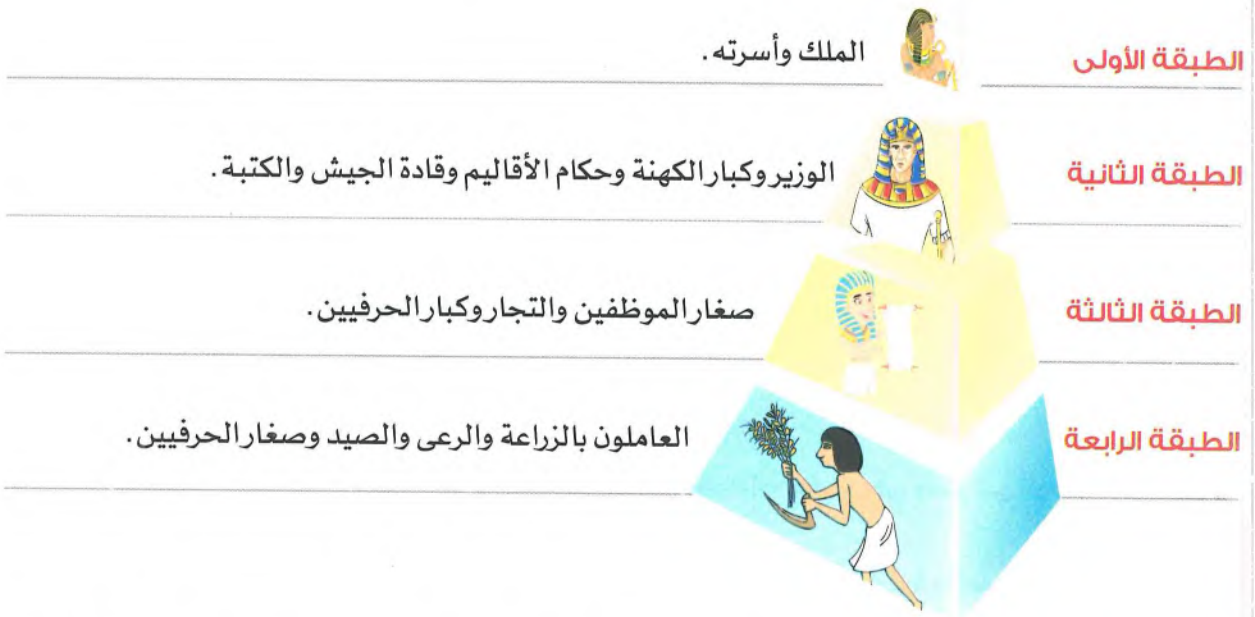 الطبقة الأولى الملك وأسرته.
الطبقة الثانية الوزير وكبار الكهنة وحكام الأقاليم وقادة الجيش والكتبة.
الطبقة الثالثة صغار الموظفين والتجار وكبار الحرفيين.
الطبقة الرابعة العاملون بالزراعة والرعى والصيد وصغار الحرفيين.